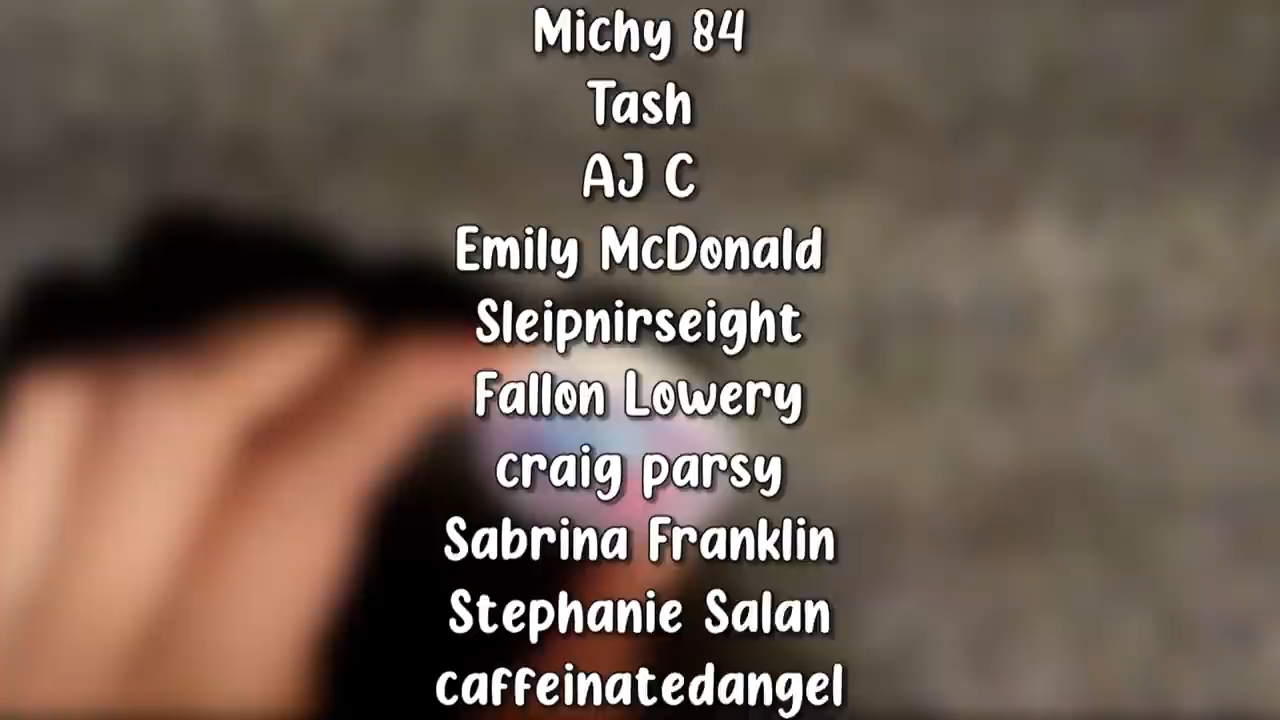 Michy 84
Tash
AJ C
Emily McDonald
Sleipnirseight
Fallon Lowery
craig parsy
Sabrina Franklin
Stephanie Salan
caffeinatedangel